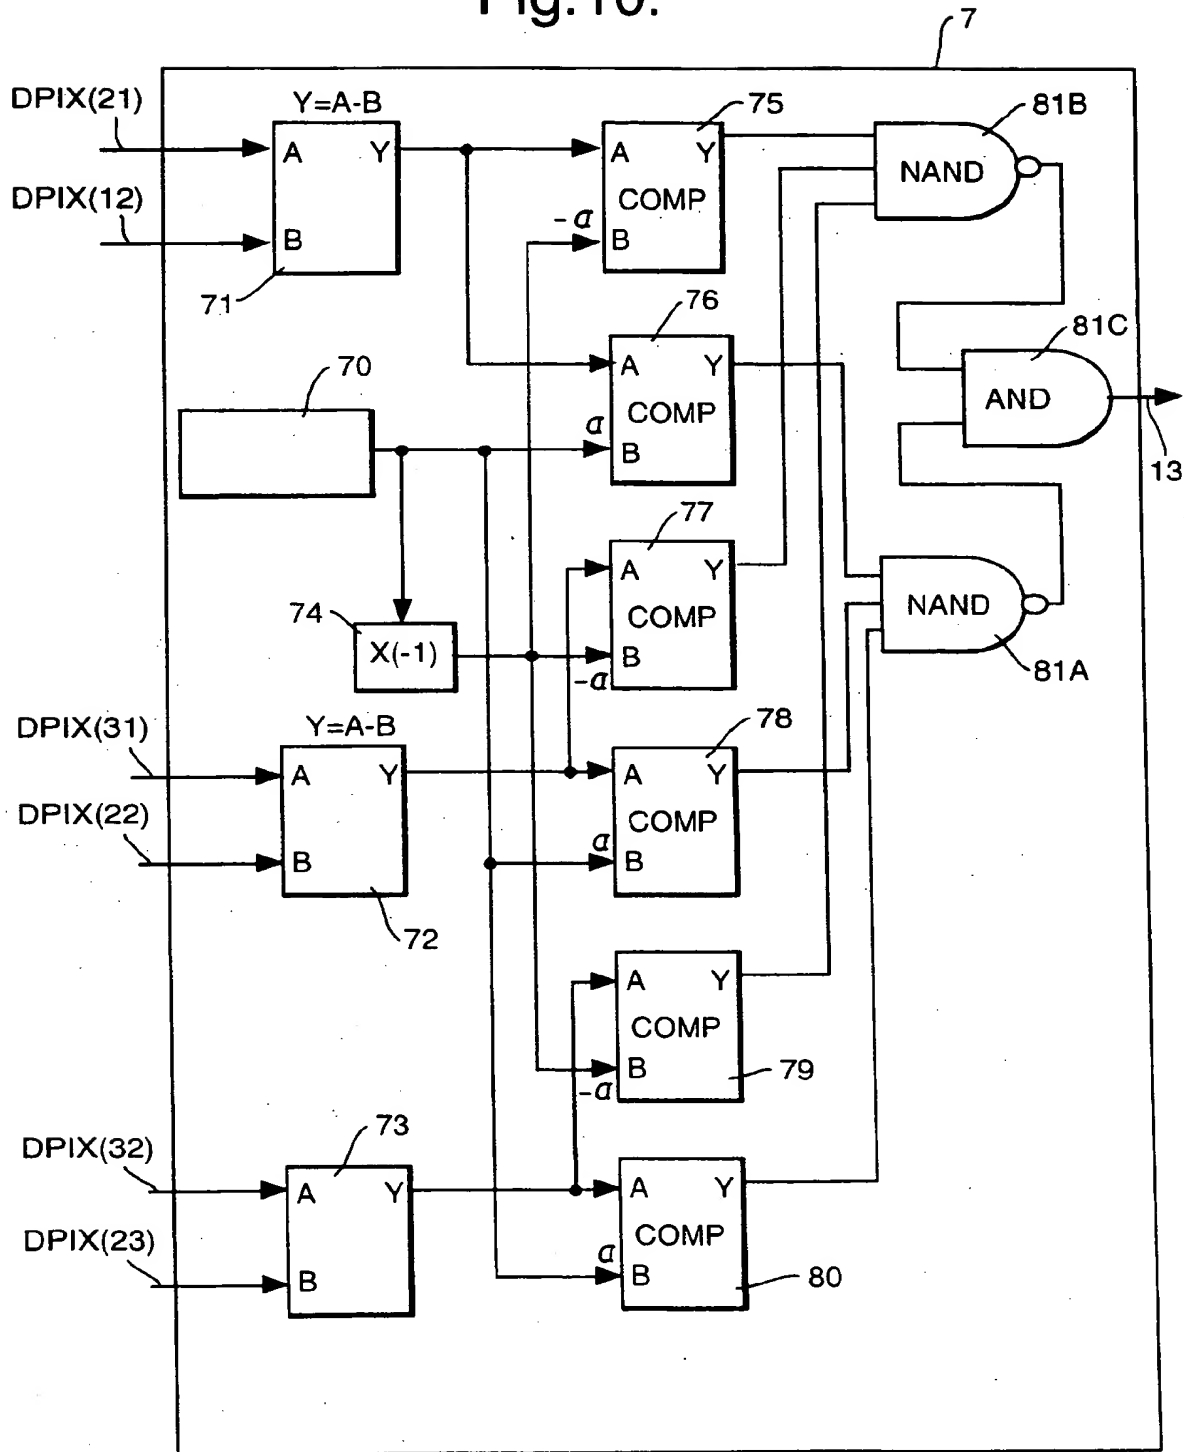 Fig.10.
7
DPIX(21)
Y=A-B
75
81B
A
Y
A
Y
NAND
DPIX(12)
COMP
-a
B
B
71
76
81C
70
A
Y
AND
COMP
a
B
13
77
A
Y
NAND
74
COMP
X(-1)
B
-a
81A
DPIX(31)
Y=A-B
78
A
Y
A
Y
DPIX(22)
COMP
a
B
B
72
A
Y
COMP
B
79
-a
DPIX(32)
73
A
Y
A
Y
DPIX(23)
COMP
a
B
B
80